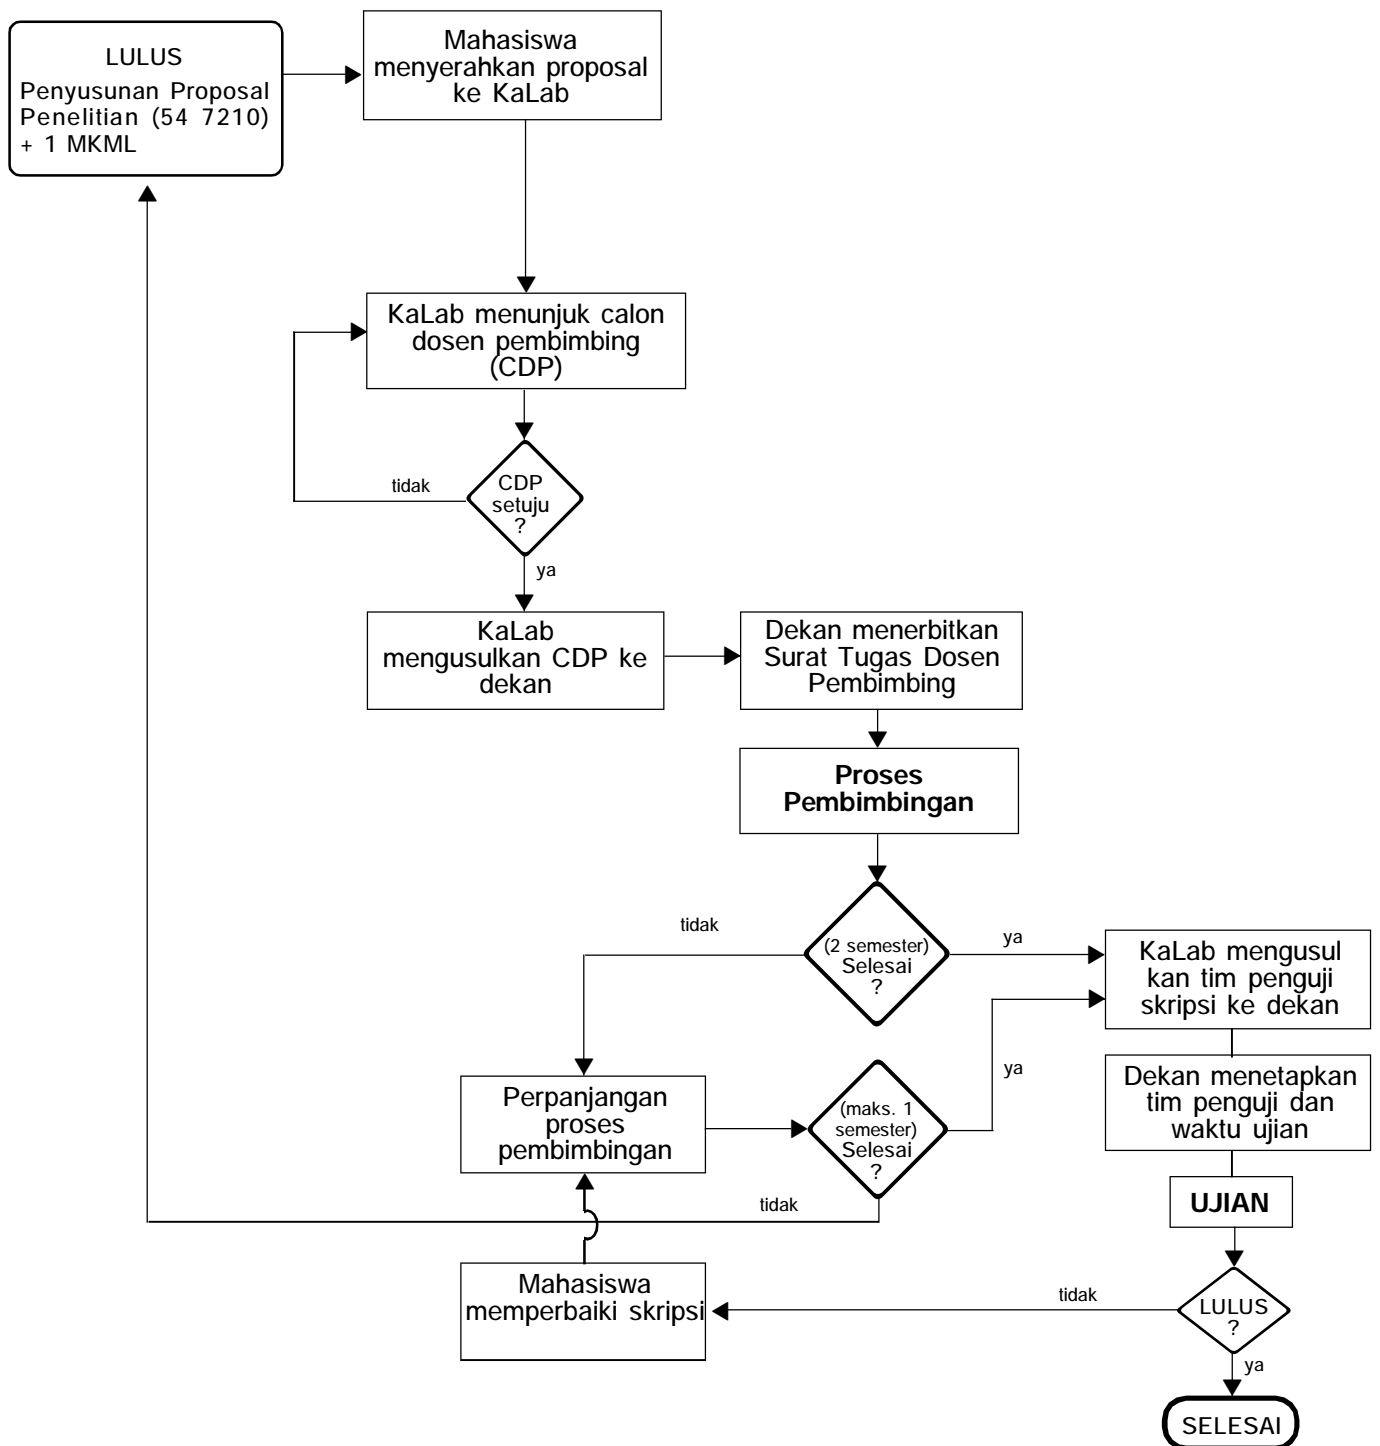 LULUS
Penyusunan Proposal
Penelitian (54 7210)
+ 1 MKML
Mahasiswa
menyerahkan proposal
ke KaLab
KaLab menunjuk calon
dosen pembimbing
(CDP)
tidak
CDP
setuju
?
ya
KaLab
mengusulkan CDP ke
dekan
Dekan menerbitkan
Surat Tugas Dosen
Pembimbing
Proses
Pembimbingan
tidak
(2 semester)
Selesai
?
ya
KaLab mengusul
kan tim penguji
skripsi ke dekan
Perpanjangan
proses
pembimbingan
(maks. 1
semester)
Selesai
?
ya
tidak
Dekan menetapkan
tim penguji dan
waktu ujian
UJIAN
Mahasiswa
memperbaiki skripsi
tidak
LULUS
?
ya
SELESAI